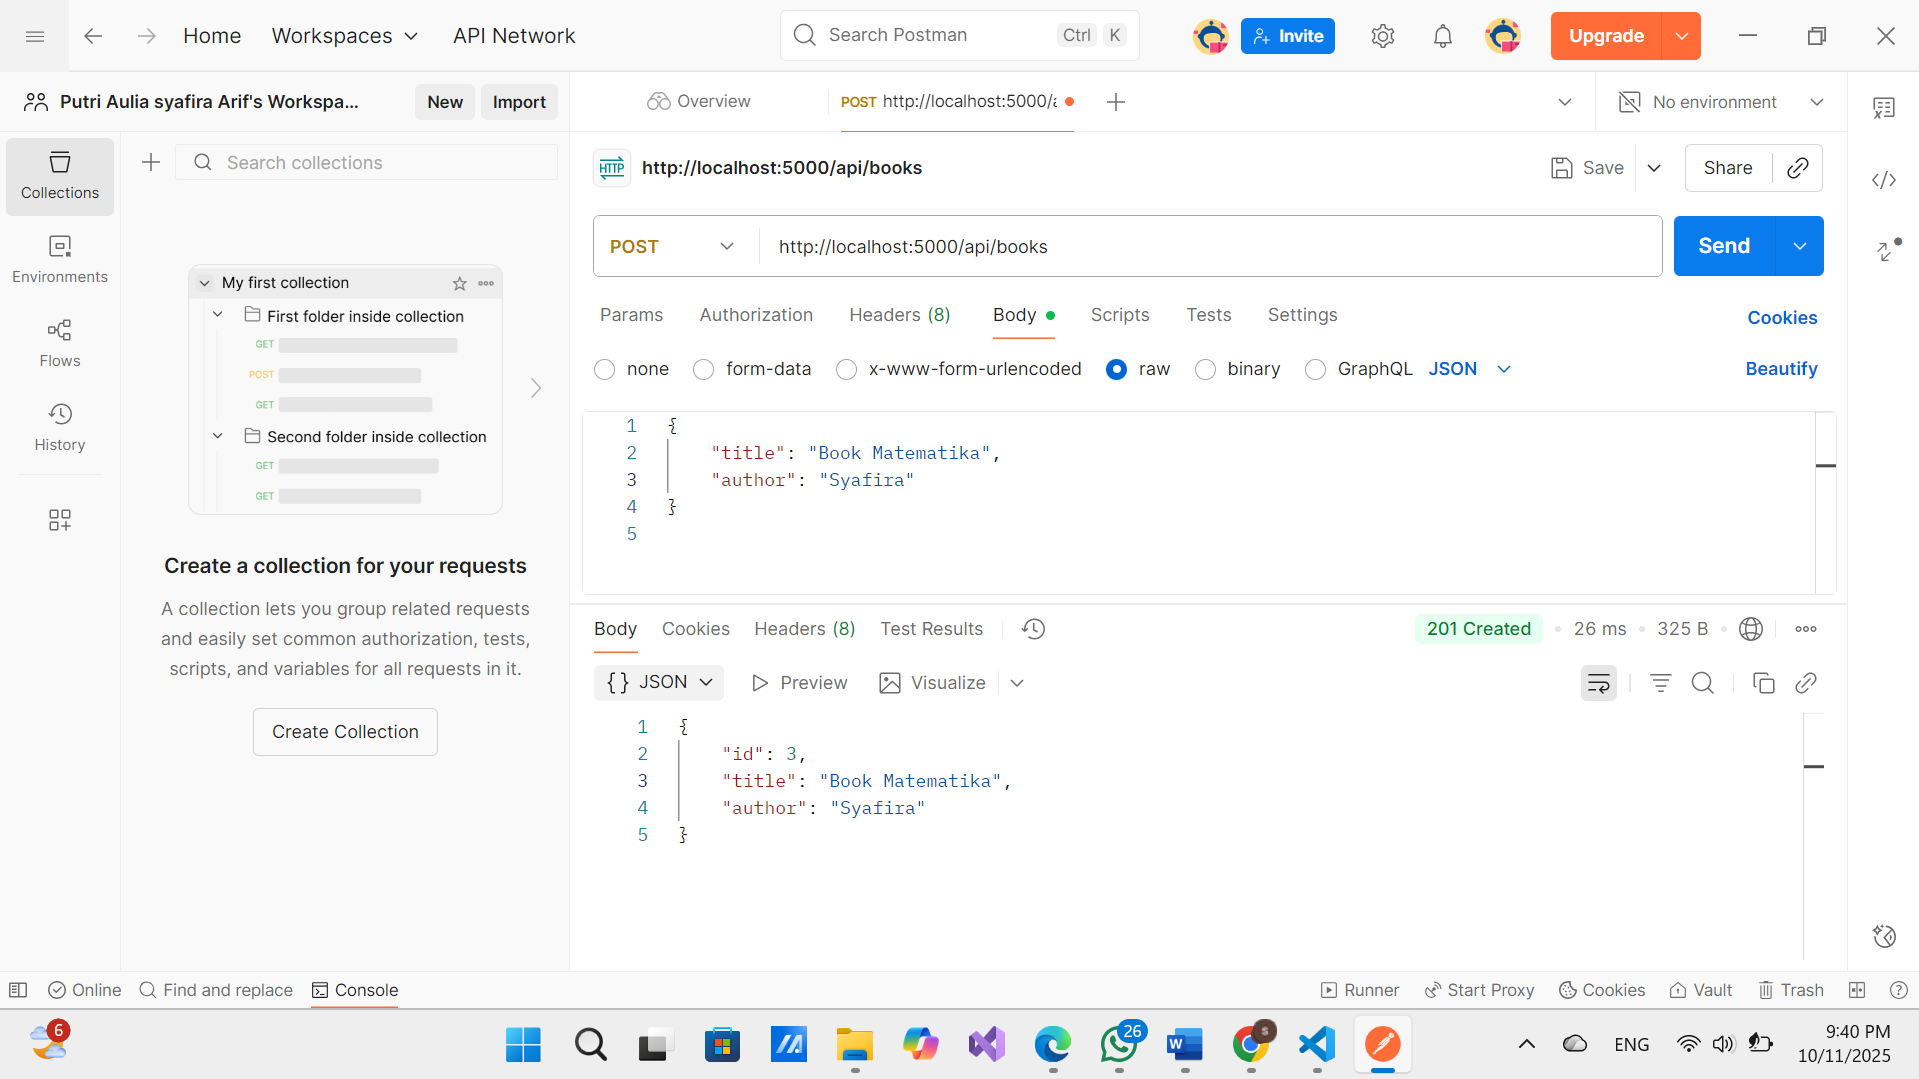 Home Workspaces API Network Search Postman Ctrl K Invite Upgrade
Putri Aulia syafira Arif's Workspa... New Import Overview POST http://localhost:5000/a No environment
Collections
Search collections
Environments
Flows
History
My first collection
First folder inside collection
GET
POST
GET
Second folder inside collection
GET
GET
Create a collection for your requests
A collection lets you group related requests
and easily set common authorization, tests,
scripts, and variables for all requests in it.
Create Collection
HTTP http://localhost:5000/api/books Save Share
POST http://localhost:5000/api/books Send
Params Authorization Headers (8) Body Scripts Tests Settings Cookies
none form-data x-www-form-urlencoded raw binary GraphQL JSON Beautify
1 {
2 "title": "Book Matematika",
3 "author": "Syafira"
4 }
5
Body Cookies Headers (8) Test Results 201 Created 26 ms 325 B
{} JSON Preview Visualize
1 {
2 "id": 3,
3 "title": "Book Matematika",
4 "author": "Syafira"
5 }
Online Find and replace Console Runner Start Proxy Cookies Vault Trash
6 26 S ENG 9:40 PM
10/11/2025